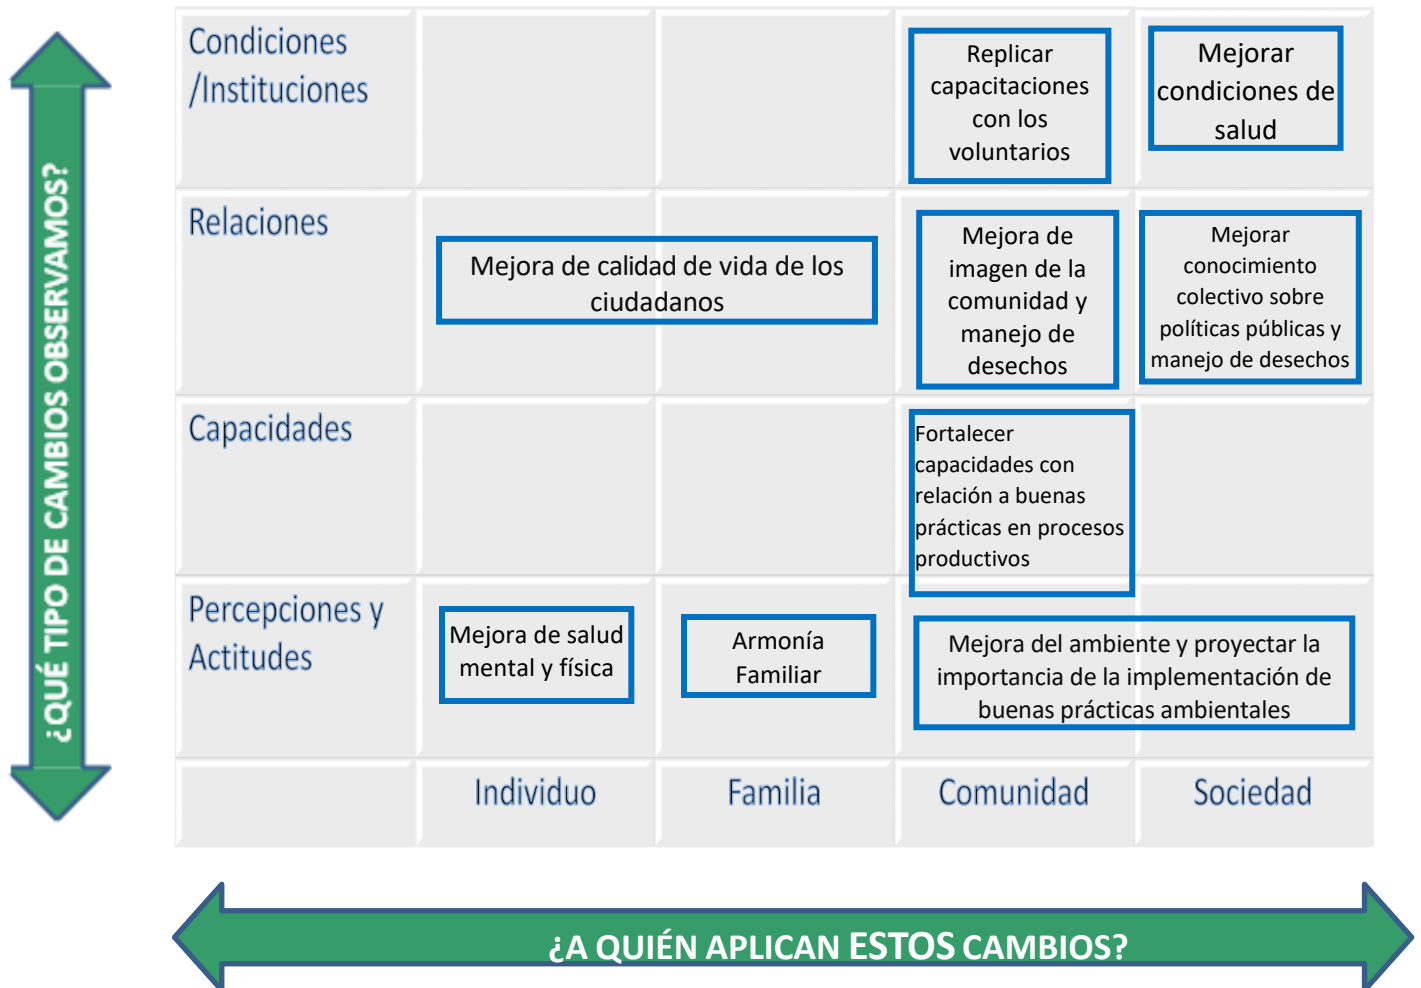 ¿QUÉ TIPO DE CAMBIOS OBSERVAMOS?
Condiciones
/Instituciones
Replicar
capacitaciones
con los
voluntarios
Mejorar
condiciones de
salud
Relaciones
Mejora de calidad de vida de los
ciudadanos
Mejora de
imagen de la
comunidad y
manejo de
desechos
Mejorar
conocimiento
colectivo sobre
políticas públicas y
manejo de desechos
Capacidades
Fortalecer
capacidades con
relación a buenas
prácticas en procesos
productivos
Percepciones y
Actitudes
Mejora de salud
mental y física
Armonía
Familiar
Mejora del ambiente y proyectar la
importancia de la implementación de
buenas prácticas ambientales
Individuo
Familia
Comunidad
Sociedad
¿A QUIÉN APLICAN ESTOS CAMBIOS?